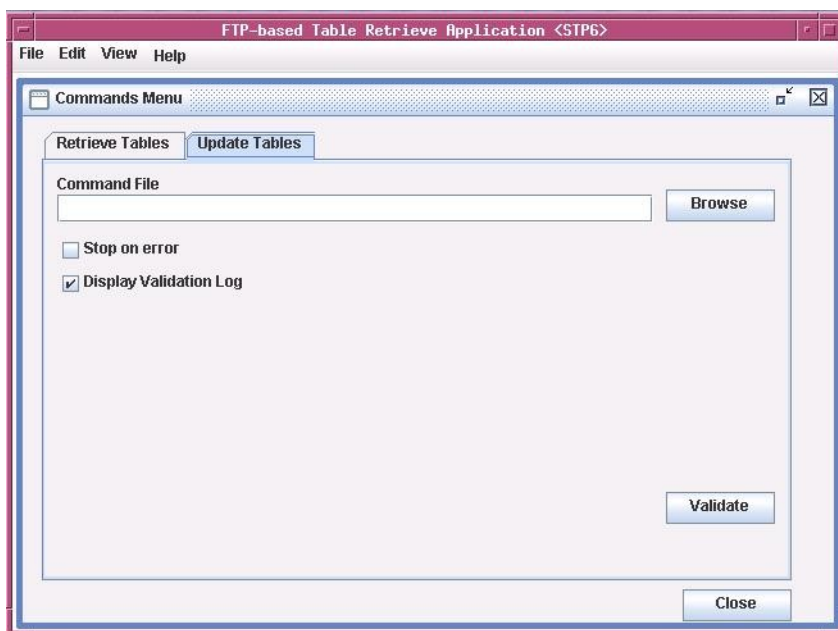 FTP-based Table Retrieve Application <STP6>
File Edit View Help
Commands Menu
Retrieve Tables Update Tables
Command File
Browse
Stop on error
Display Validation Log
Validate
Close